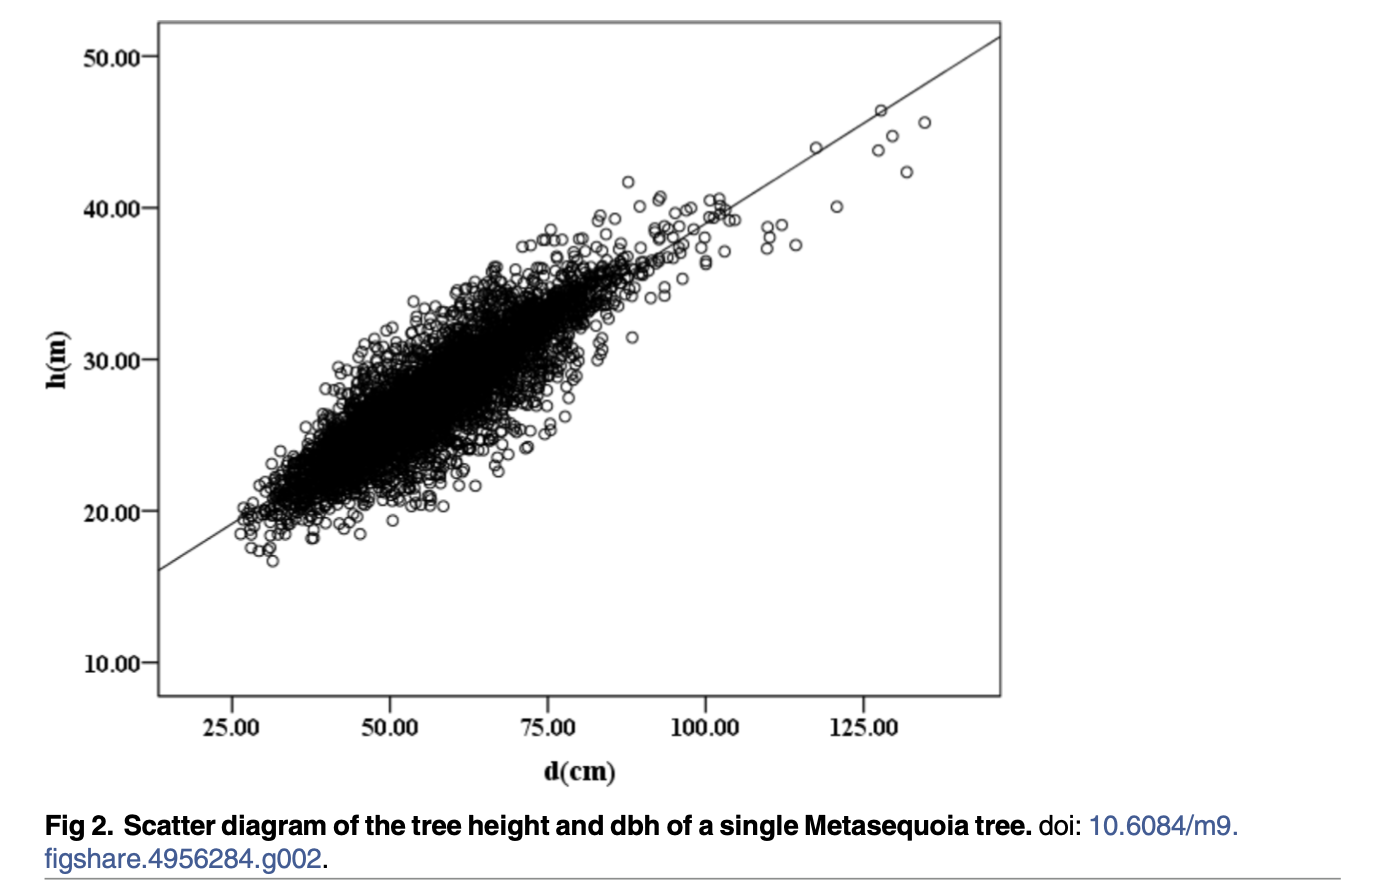 50.00
40.00
30.00
20.00
10.00
h(m)
25.00 50.00 75.00 100.00 125.00
d(cm)
Fig 2. Scatter diagram of the tree height and dbh of a single Metasequoia tree. doi: 10.6084/m9.
figshare.4956284.g002.